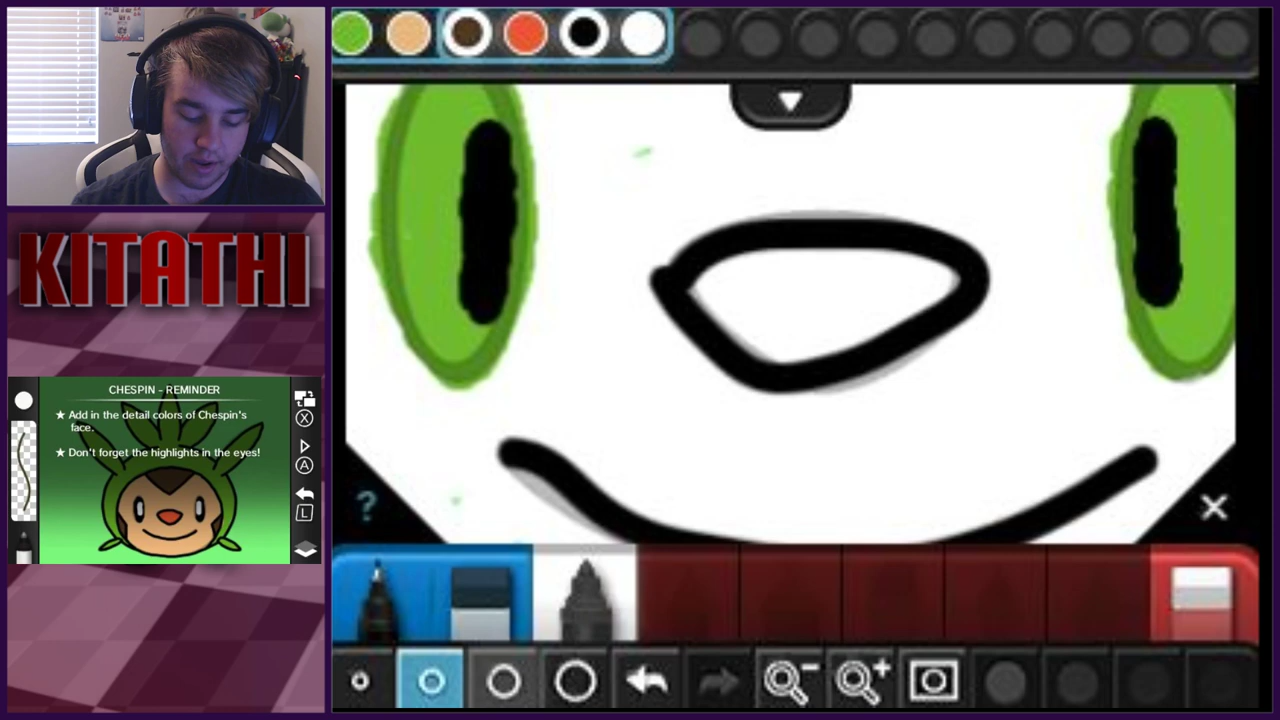 KITATHI
CHESPIN - REMINDER
★ Add in the detail colors of Chespin's
face.
★ Don't forget the highlights in the eyes!
X
A
L
?